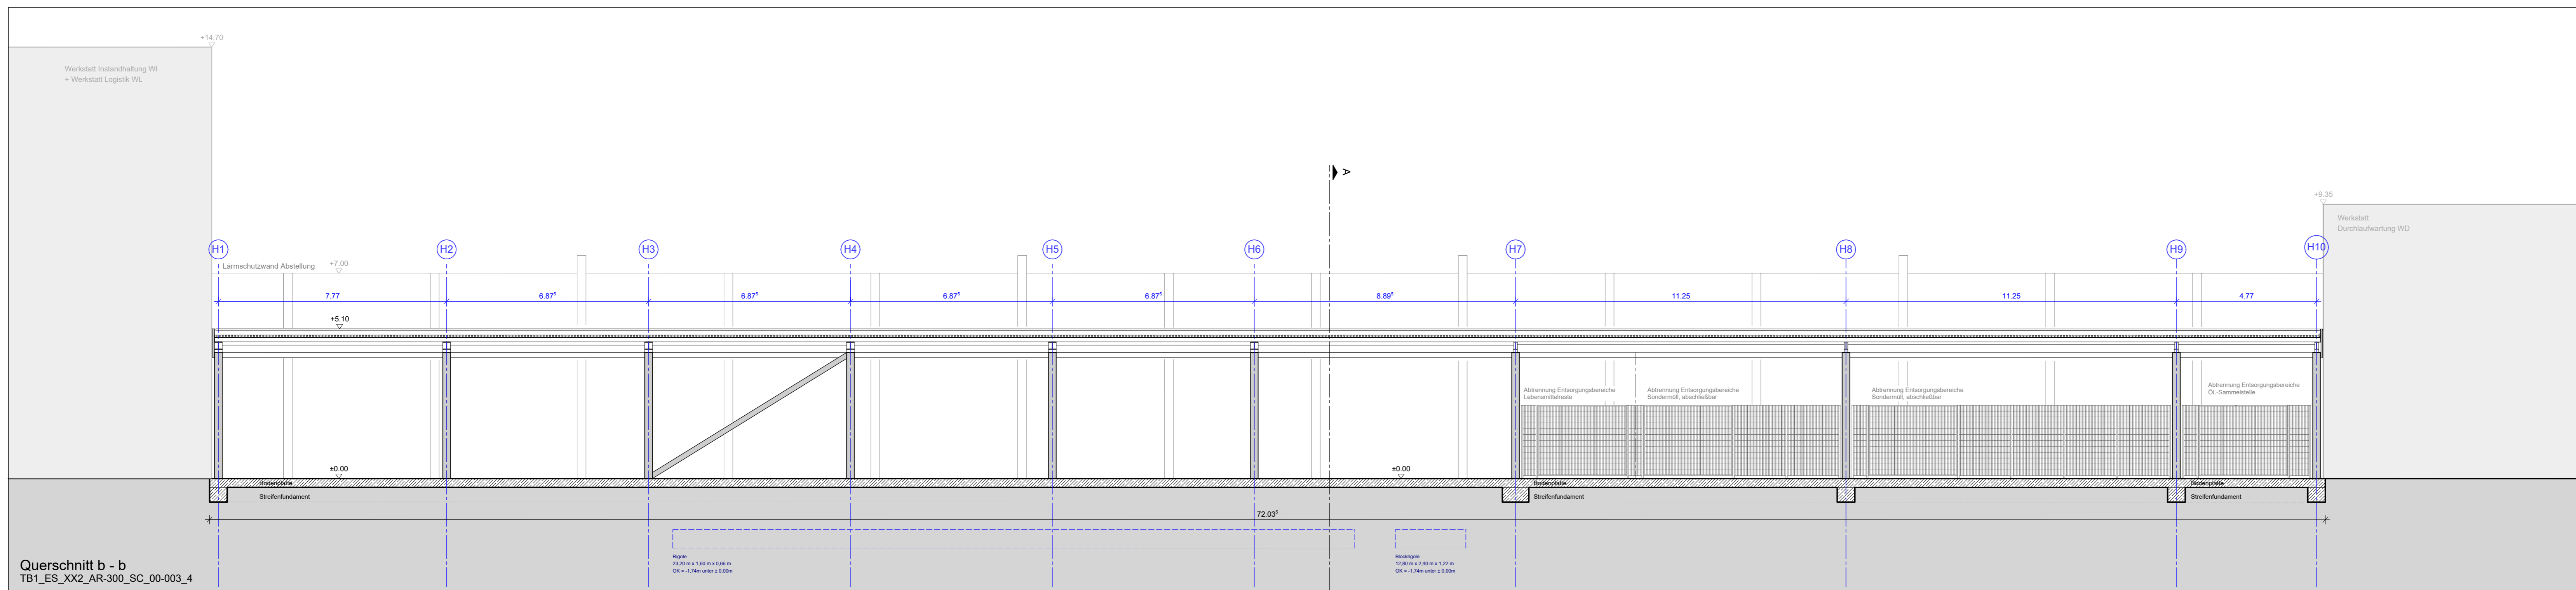 +14.70
Werkstatt Instandhaltung WI
+ Werkstatt Logistik WL
A
+9.35
Werkstatt
Durchlaufwartung WD
H1 H2 H3 H4 H5 H6 H7 H8 H9 H10
Lärmschutzwand Abstellung +7.00
7.77 6.87⁵ 6.87⁵ 6.87⁵ 6.87⁵ 8.89⁵ 11.25 11.25 4.77
+5.10
Abtrennung Entsorgungsbereiche
Lebensmittelreste
Abtrennung Entsorgungsbereiche
Sondermüll, abschließbar
Abtrennung Entsorgungsbereiche
Sondermüll, abschließbar
Abtrennung Entsorgungsbereiche
ÖL-Sammelstelle
±0.00 ±0.00
Bodenplatte Bodenplatte Bodenplatte
Streifenfundament Streifenfundament Streifenfundament
72.03⁵
Rigole
23,20 m x 1,60 m x 0,66 m
OK = -1,74m unter ± 0,00m
Blockrigole
12,80 m x 2,40 m x 1,22 m
OK = -1,74m unter ± 0,00m
Querschnitt b - b
TB1_ES_XX2_AR-300_SC_00-003_4